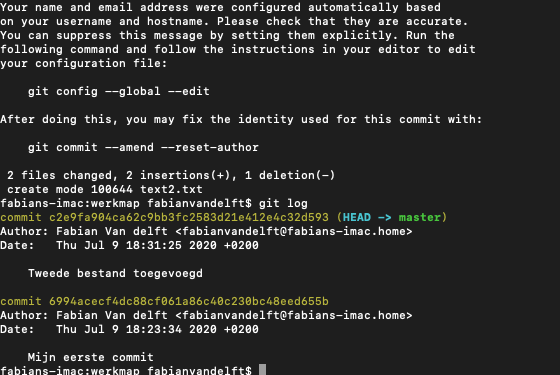 Your name and email address were configured automatically based
on your username and hostname. Please check that they are accurate.
You can suppress this message by setting them explicitly. Run the
following command and follow the instructions in your editor to edit
your configuration file:
git config --global --edit
After doing this, you may fix the identity used for this commit with:
git commit --amend --reset-author
2 files changed, 2 insertions(+), 1 deletion(-)
create mode 100644 text2.txt
fabians-imac:werkmap fabianvandelft$ git log
commit c2e9fa904ca62c9bb3fc2583d21e412e4c32d593 (HEAD -> master)
Author: Fabian Van delft <fabianvandelft@fabians-imac.home>
Date:   Thu Jul 9 18:31:25 2020 +0200
Tweede bestand toegevoegd
commit 6994acecf4dc88cf061a86c40c230bc48eed655b
Author: Fabian Van delft <fabianvandelft@fabians-imac.home>
Date:   Thu Jul 9 18:23:34 2020 +0200
Mijn eerste commit
fabians-imac:werkmap fabianvandelft$